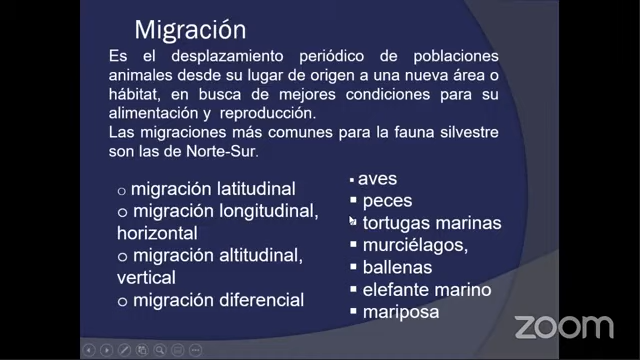 Migración
Es el desplazamiento periódico de poblaciones
animales desde su lugar de origen a una nueva área o
hábitat, en busca de mejores condiciones para su
alimentación y reproducción.
Las migraciones más comunes para la fauna silvestre
son las de Norte-Sur.
o migración latitudinal
o migración longitudinal,
horizontal
o migración altitudinal,
vertical
o migración diferencial
▪ aves
▪ peces
▪ tortugas marinas
▪ murciélagos,
▪ ballenas
▪ elefante marino
▪ mariposa
zoom